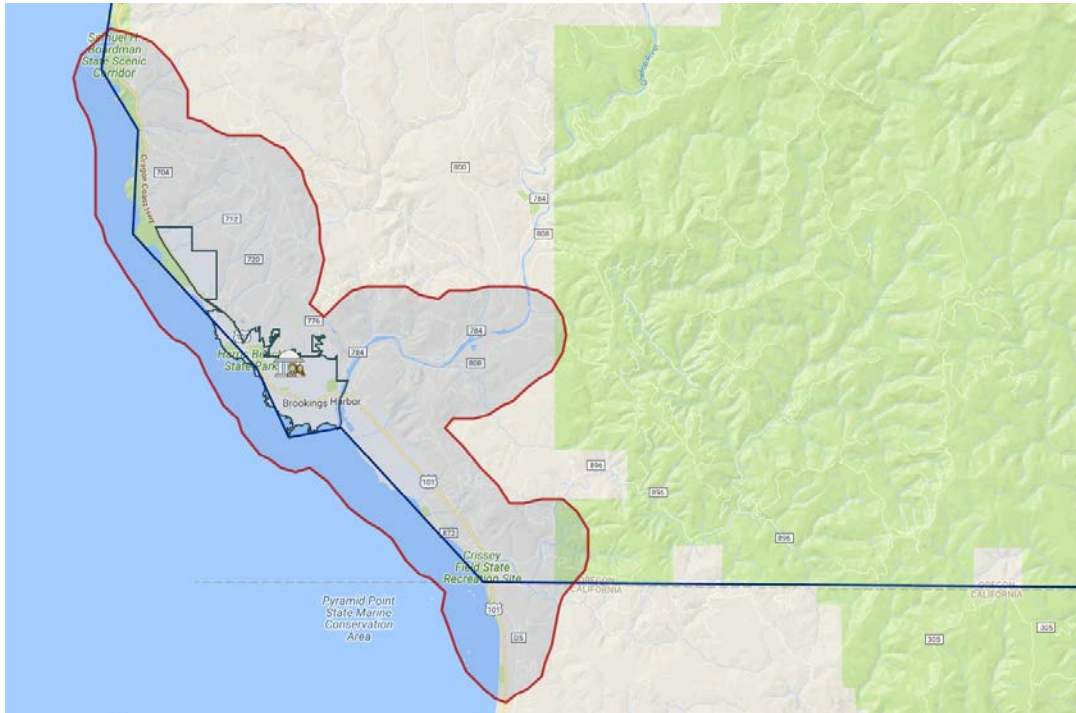 Samuel H.
Boardman
State Scenic
Corridor
Chetco River
800
704
Oregon Coast Hwy
784
808
712
720
776
784
784
808
State Park
Brookings Harbor
896
896
101
896
872
Crissey
Field State
Recreation Site
OREGON
CALIFORNIA
OREGON
CALIFORNIA
Pyramid Point
State Marine
Conservation
Area
101
D5
305
305